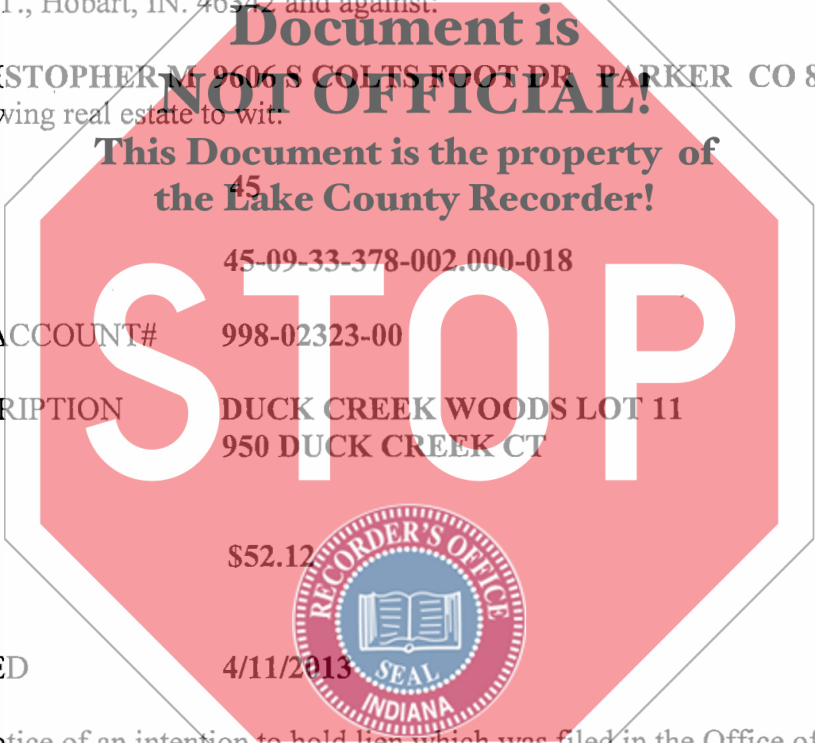 T., Hobart, IN. 46342 and against:
Document is
STOPHER M 9606 S COLTS FOOT DR PARKER CO 8
NOT OFFICIAL!
wing real estate to wit:
This Document is the property of
45
the Lake County Recorder!
45-09-33-378-002.000-018
STOP
ACCOUNT# 998-02323-00
RIPTION DUCK CREEK WOODS LOT 11
950 DUCK CREEK CT
$52.12
RECORDER'S OFFICE
SEAL
INDIANA
ED 4/11/2013
tice of an intention to hold lien which was filed in the Office of